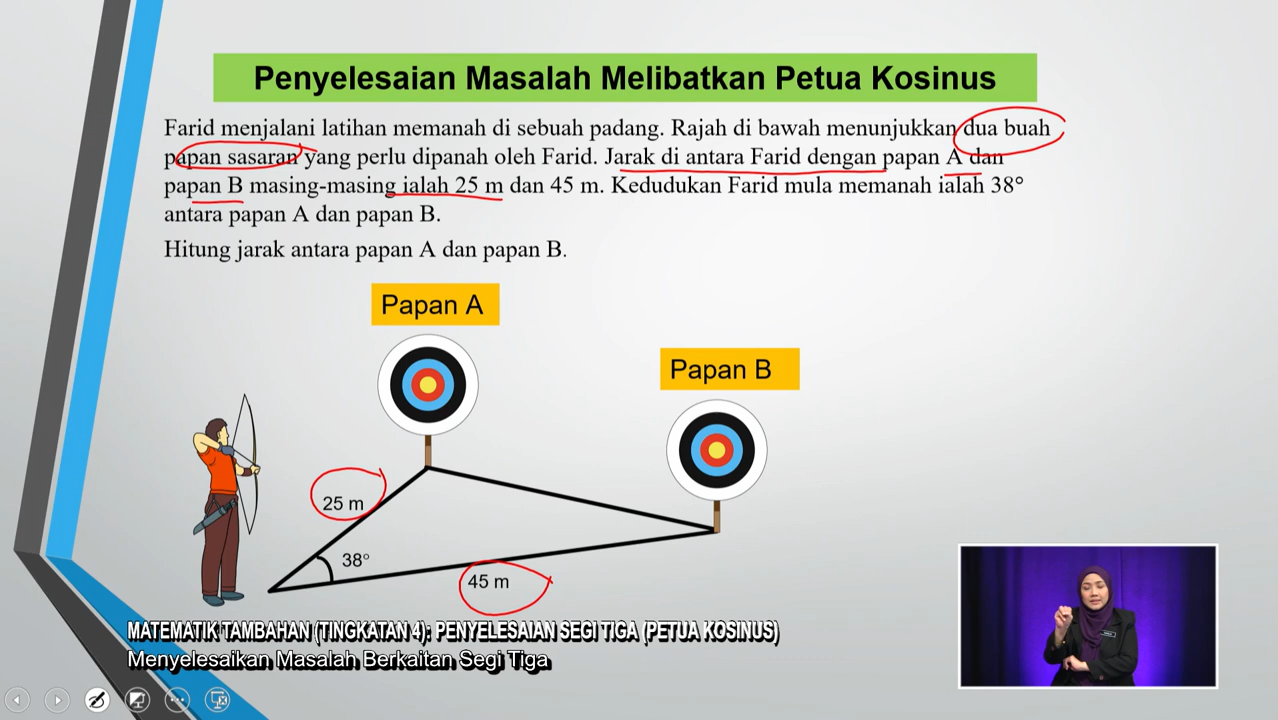 Penyelesaian Masalah Melibatkan Petua Kosinus
Farid menjalani latihan memanah di sebuah padang. Rajah di bawah menunjukkan dua buah
papan sasaran yang perlu dipanah oleh Farid. Jarak di antara Farid dengan papan A dan
papan B masing-masing ialah 25 m dan 45 m. Kedudukan Farid mula memanah ialah 38°
antara papan A dan papan B.
Hitung jarak antara papan A dan papan B.
Papan A
Papan B
25 m
38°
45 m
MATEMATIK TAMBAHAN (TINGKATAN 4): PENYELESAIAN SEGI TIGA (PETUA KOSINUS)
Menyelesaikan Masalah Berkaitan Segi Tiga